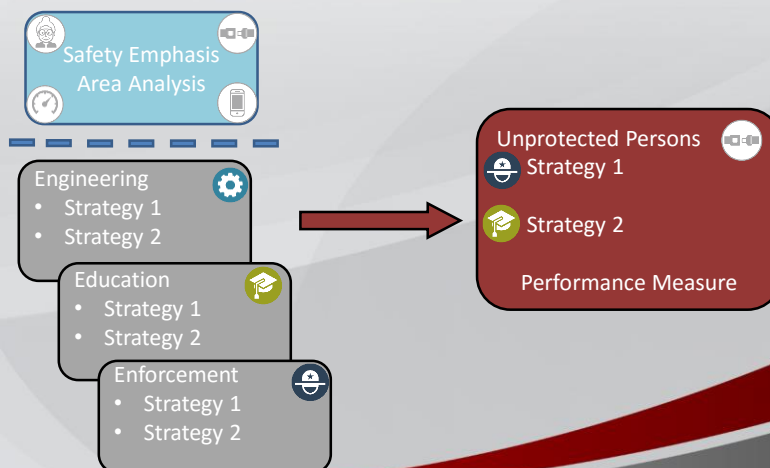 Safety Emphasis
Area Analysis
Engineering
• Strategy 1
• Strategy 2
Education
• Strategy 1
• Strategy 2
Enforcement
• Strategy 1
• Strategy 2
Unprotected Persons
Strategy 1
Strategy 2
Performance Measure